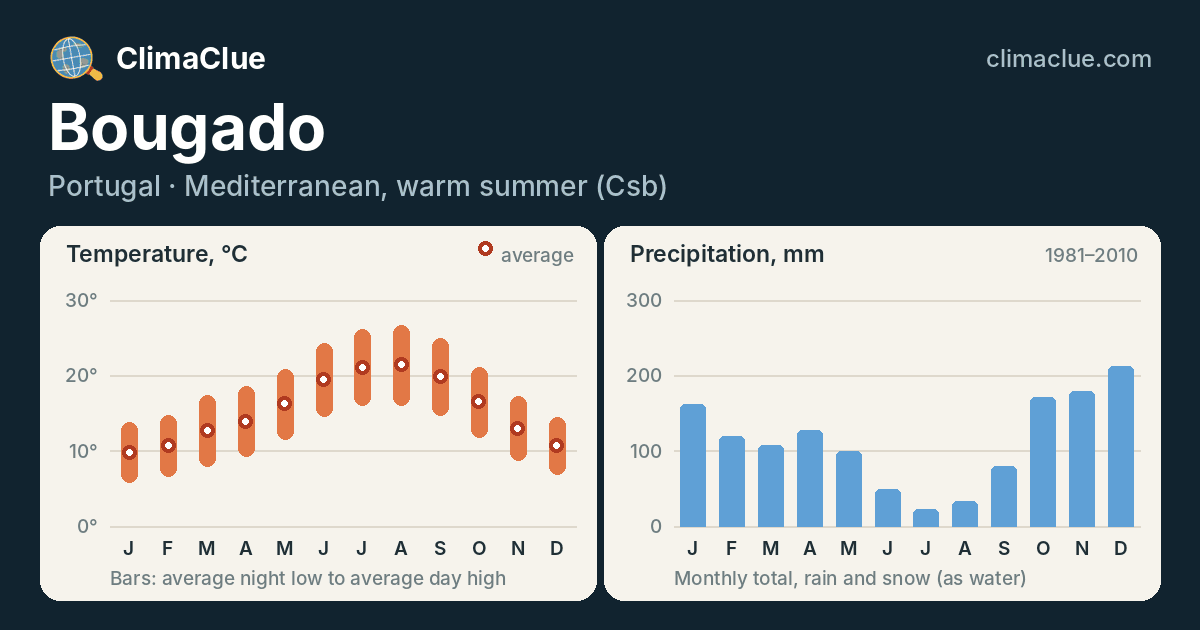 ClimaClue
climaclue.com
Bougado
Portugal · Mediterranean, warm summer (Csb)
Temperature, °C
average
30°
20°
10°
0°
J F M A M J J A S O N D
Bars: average night low to average day high
Precipitation, mm
1981–2010
300
200
100
0
J F M A M J J A S O N D
Monthly total, rain and snow (as water)